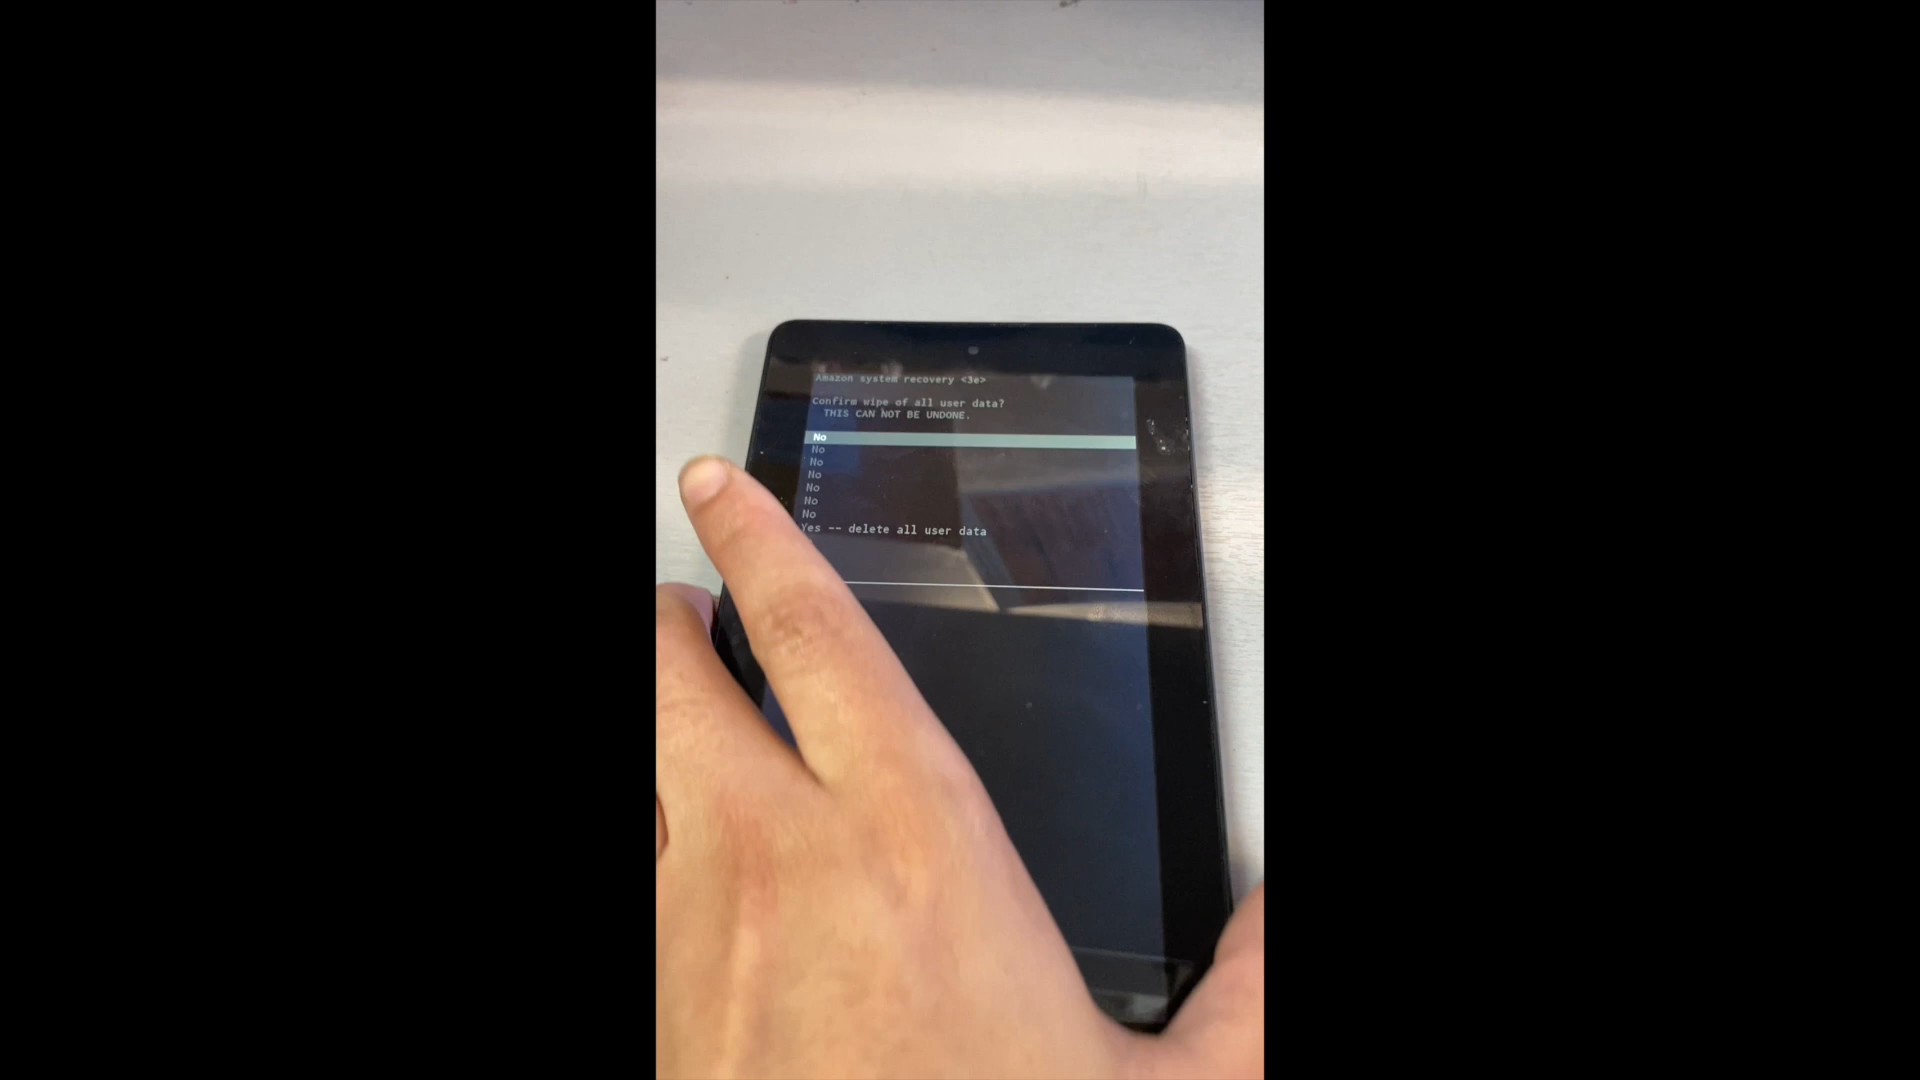 Amazon system recovery <3e>
Confirm wipe of all user data?
THIS CAN NOT BE UNDONE.
No
No
No
No
No
No
No
Yes -- delete all user data